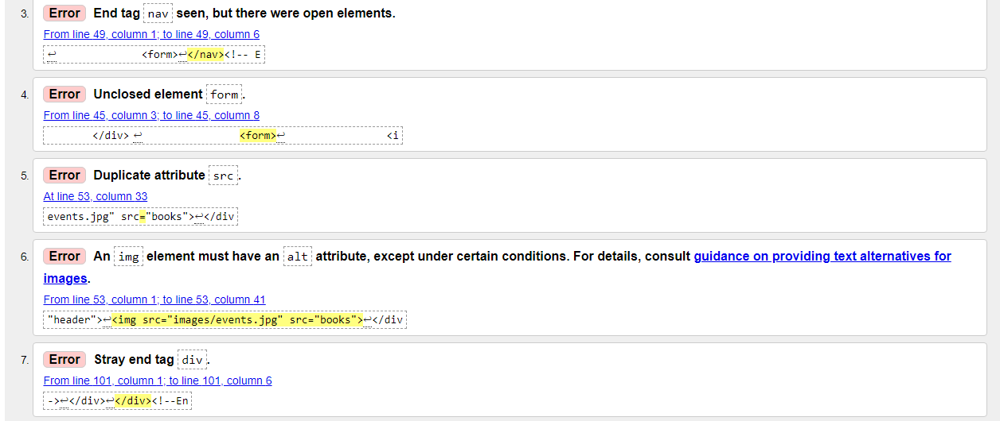 3. Error End tag nav seen, but there were open elements.
From line 49, column 1; to line 49, column 6
↩ <form>↩</nav><!-- E
4. Error Unclosed element form.
From line 45, column 3; to line 45, column 8
</div> ↩ <form>↩ <i
5. Error Duplicate attribute src.
At line 53, column 33
events.jpg" src="books">↩</div
6. Error An img element must have an alt attribute, except under certain conditions. For details, consult guidance on providing text alternatives for
images.
From line 53, column 1; to line 53, column 41
"header">↩<img src="images/events.jpg" src="books">↩</div
7. Error Stray end tag div.
From line 101, column 1; to line 101, column 6
->↩</div>↩</div><!--En